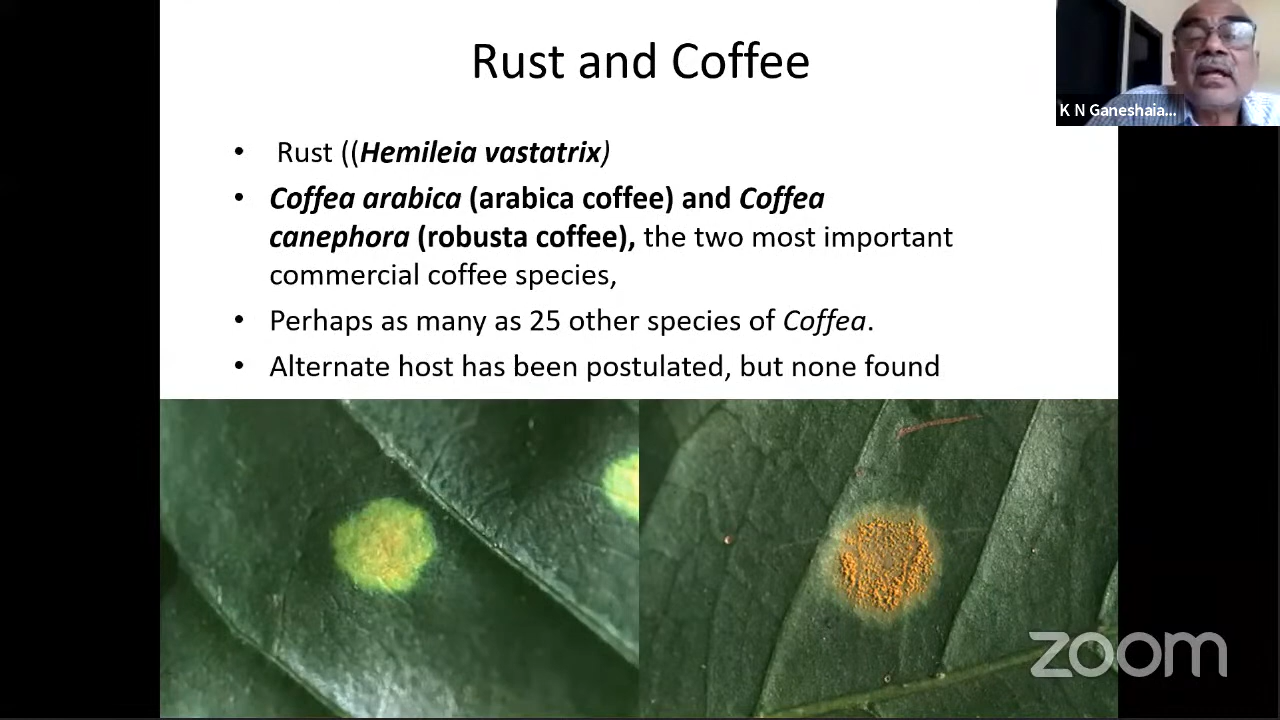 Rust and Coffee
K N Ganeshaia...
• Rust ((Hemileia vastatrix)
• Coffea arabica (arabica coffee) and Coffea
canephora (robusta coffee), the two most important
commercial coffee species,
• Perhaps as many as 25 other species of Coffea.
• Alternate host has been postulated, but none found
zoom